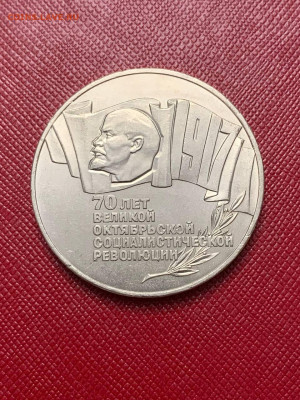 1917
70 ЛЕТ
ВЕЛИКОЙ
ОКТЯБРЬСКОЙ
СОЦИАЛИСТИЧЕСКОЙ
РЕВОЛЮЦИИ